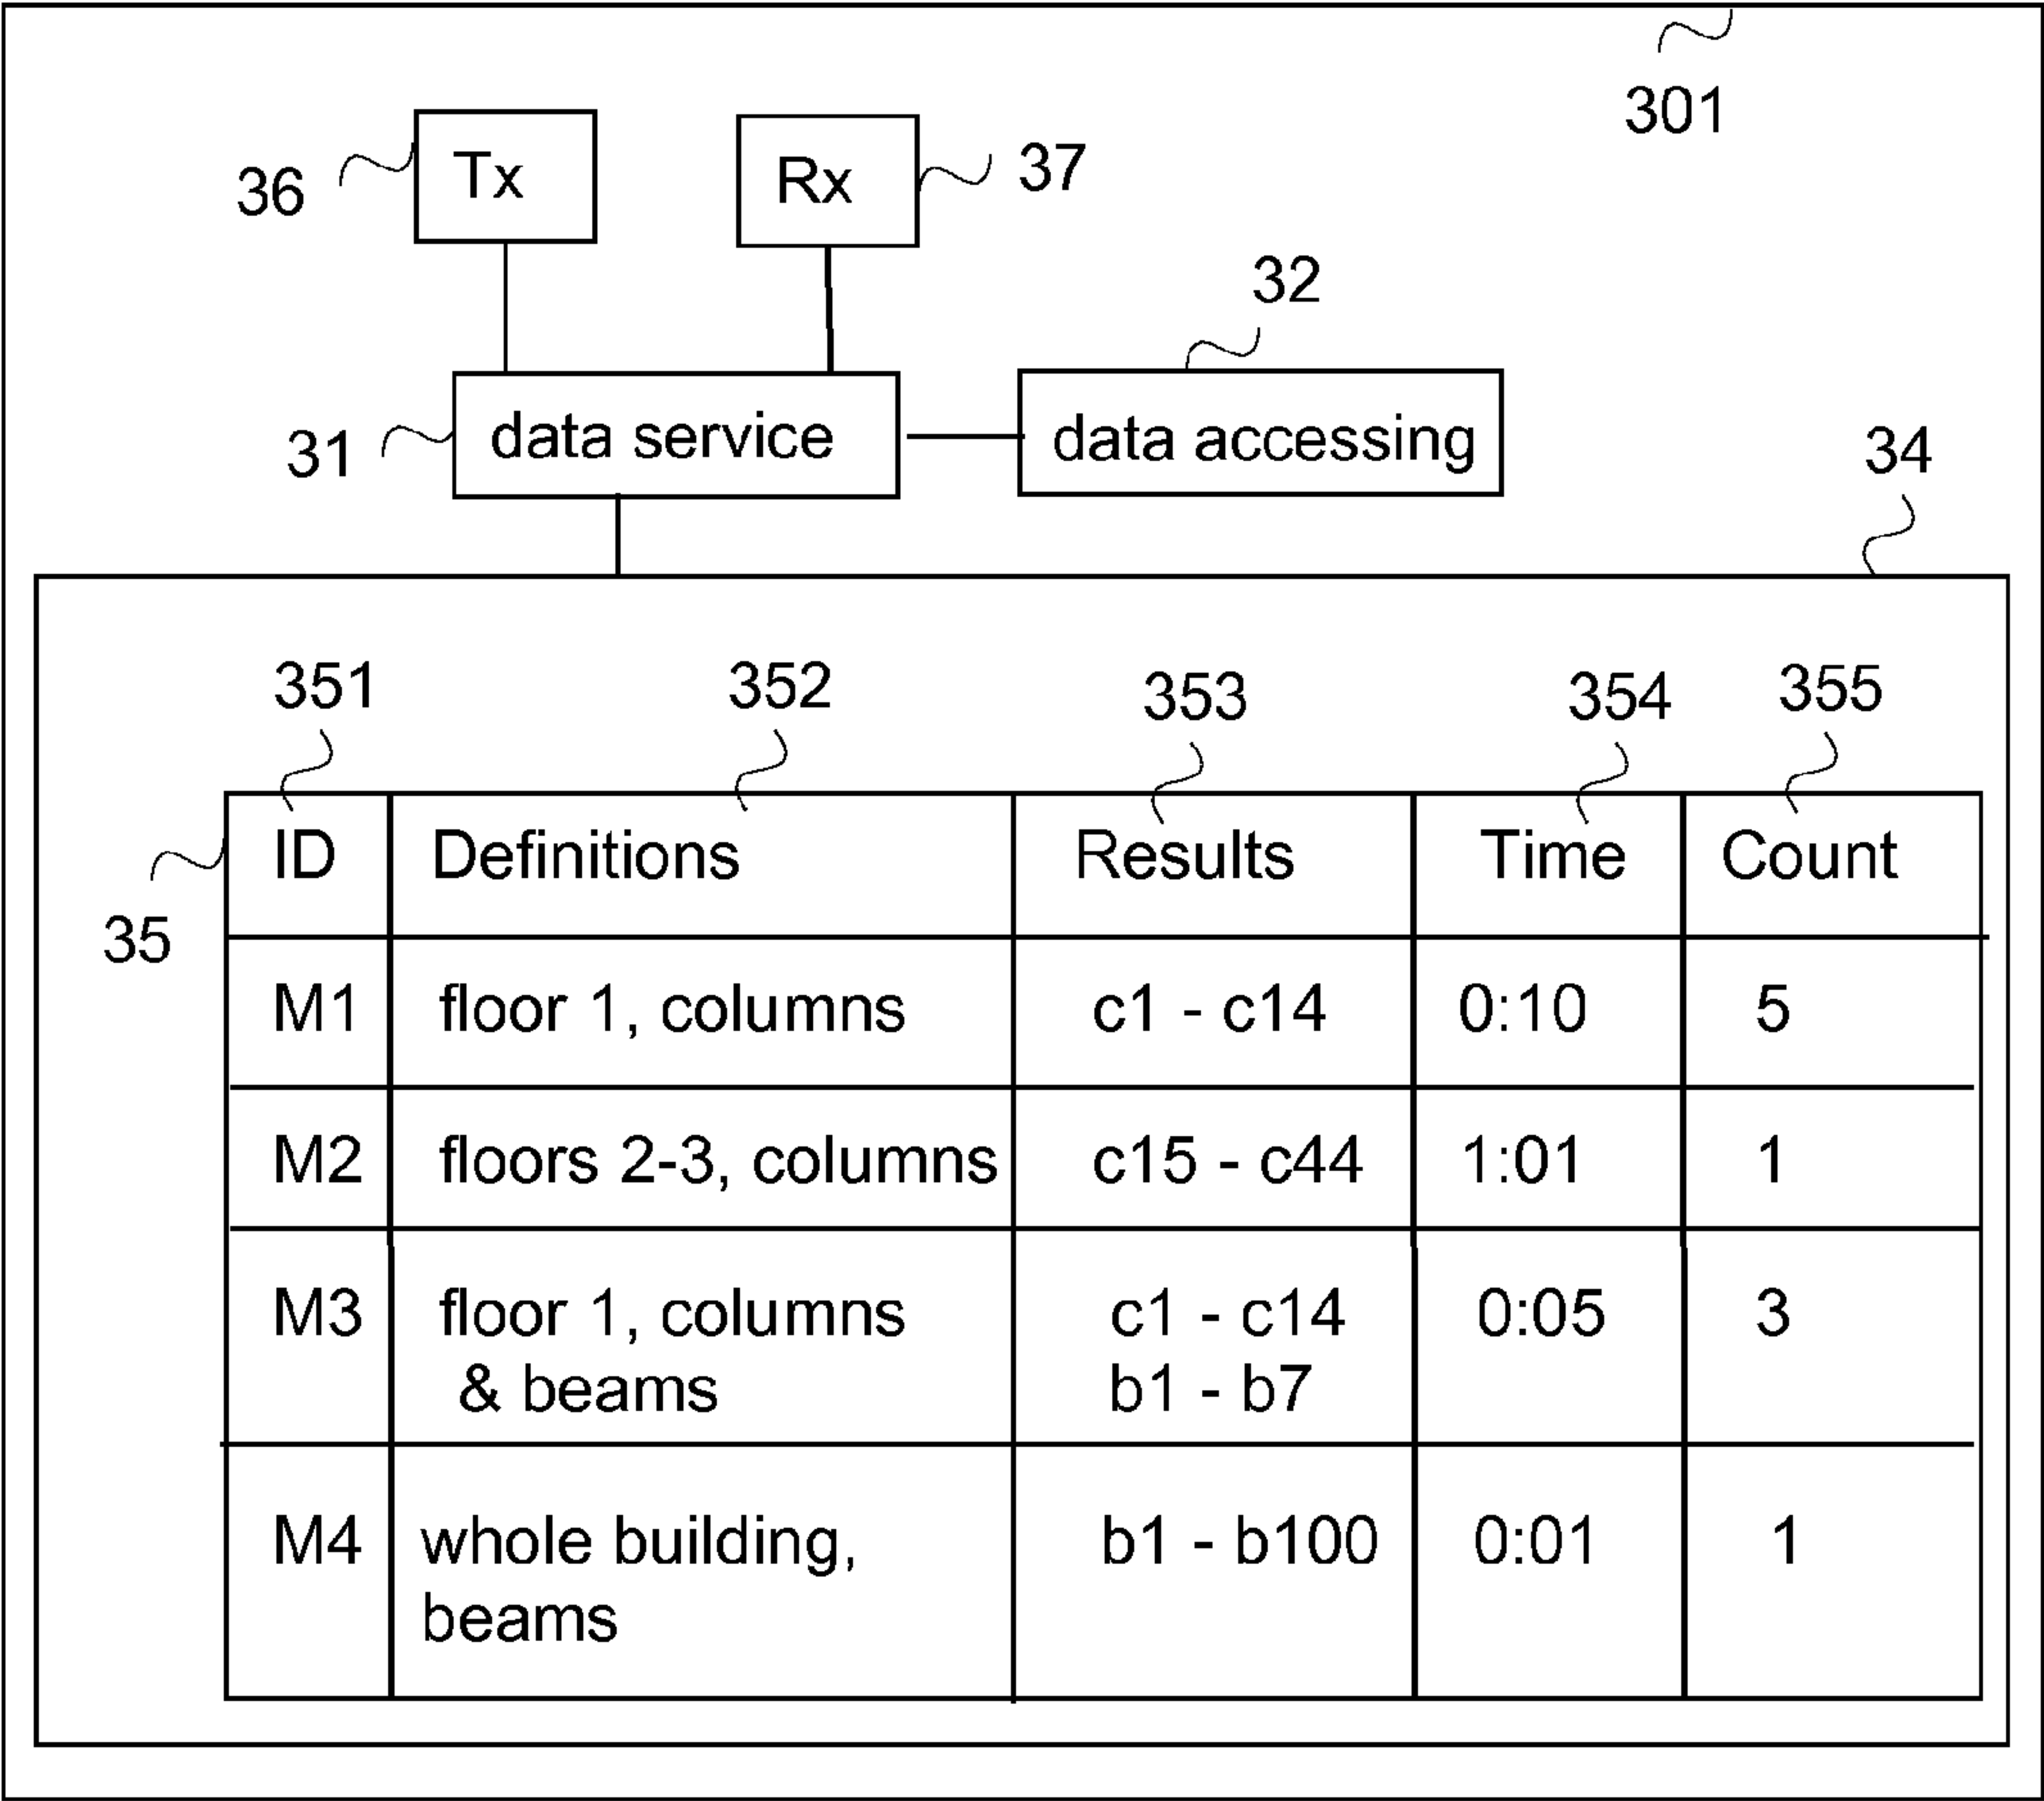 301
36 Tx Rx 37
32
31 data service data accessing
34
351 352 353 354 355
ID Definitions Results Time Count
35
M1 floor 1, columns c1 - c14 0:10 5
M2 floors 2-3, columns c15 - c44 1:01 1
M3 floor 1, columns c1 - c14 0:05 3
& beams b1 - b7
M4 whole building, b1 - b100 0:01 1
beams